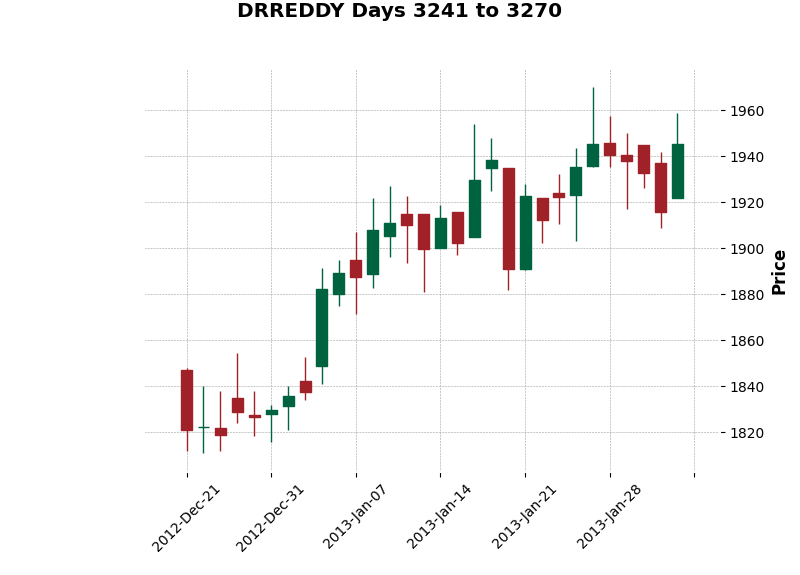 DRREDDY Days 3241 to 3270
1960
1940
1920
1900
1880
1860
1840
1820
Price
2012-Dec-21
2012-Dec-31
2013-Jan-07
2013-Jan-14
2013-Jan-21
2013-Jan-28